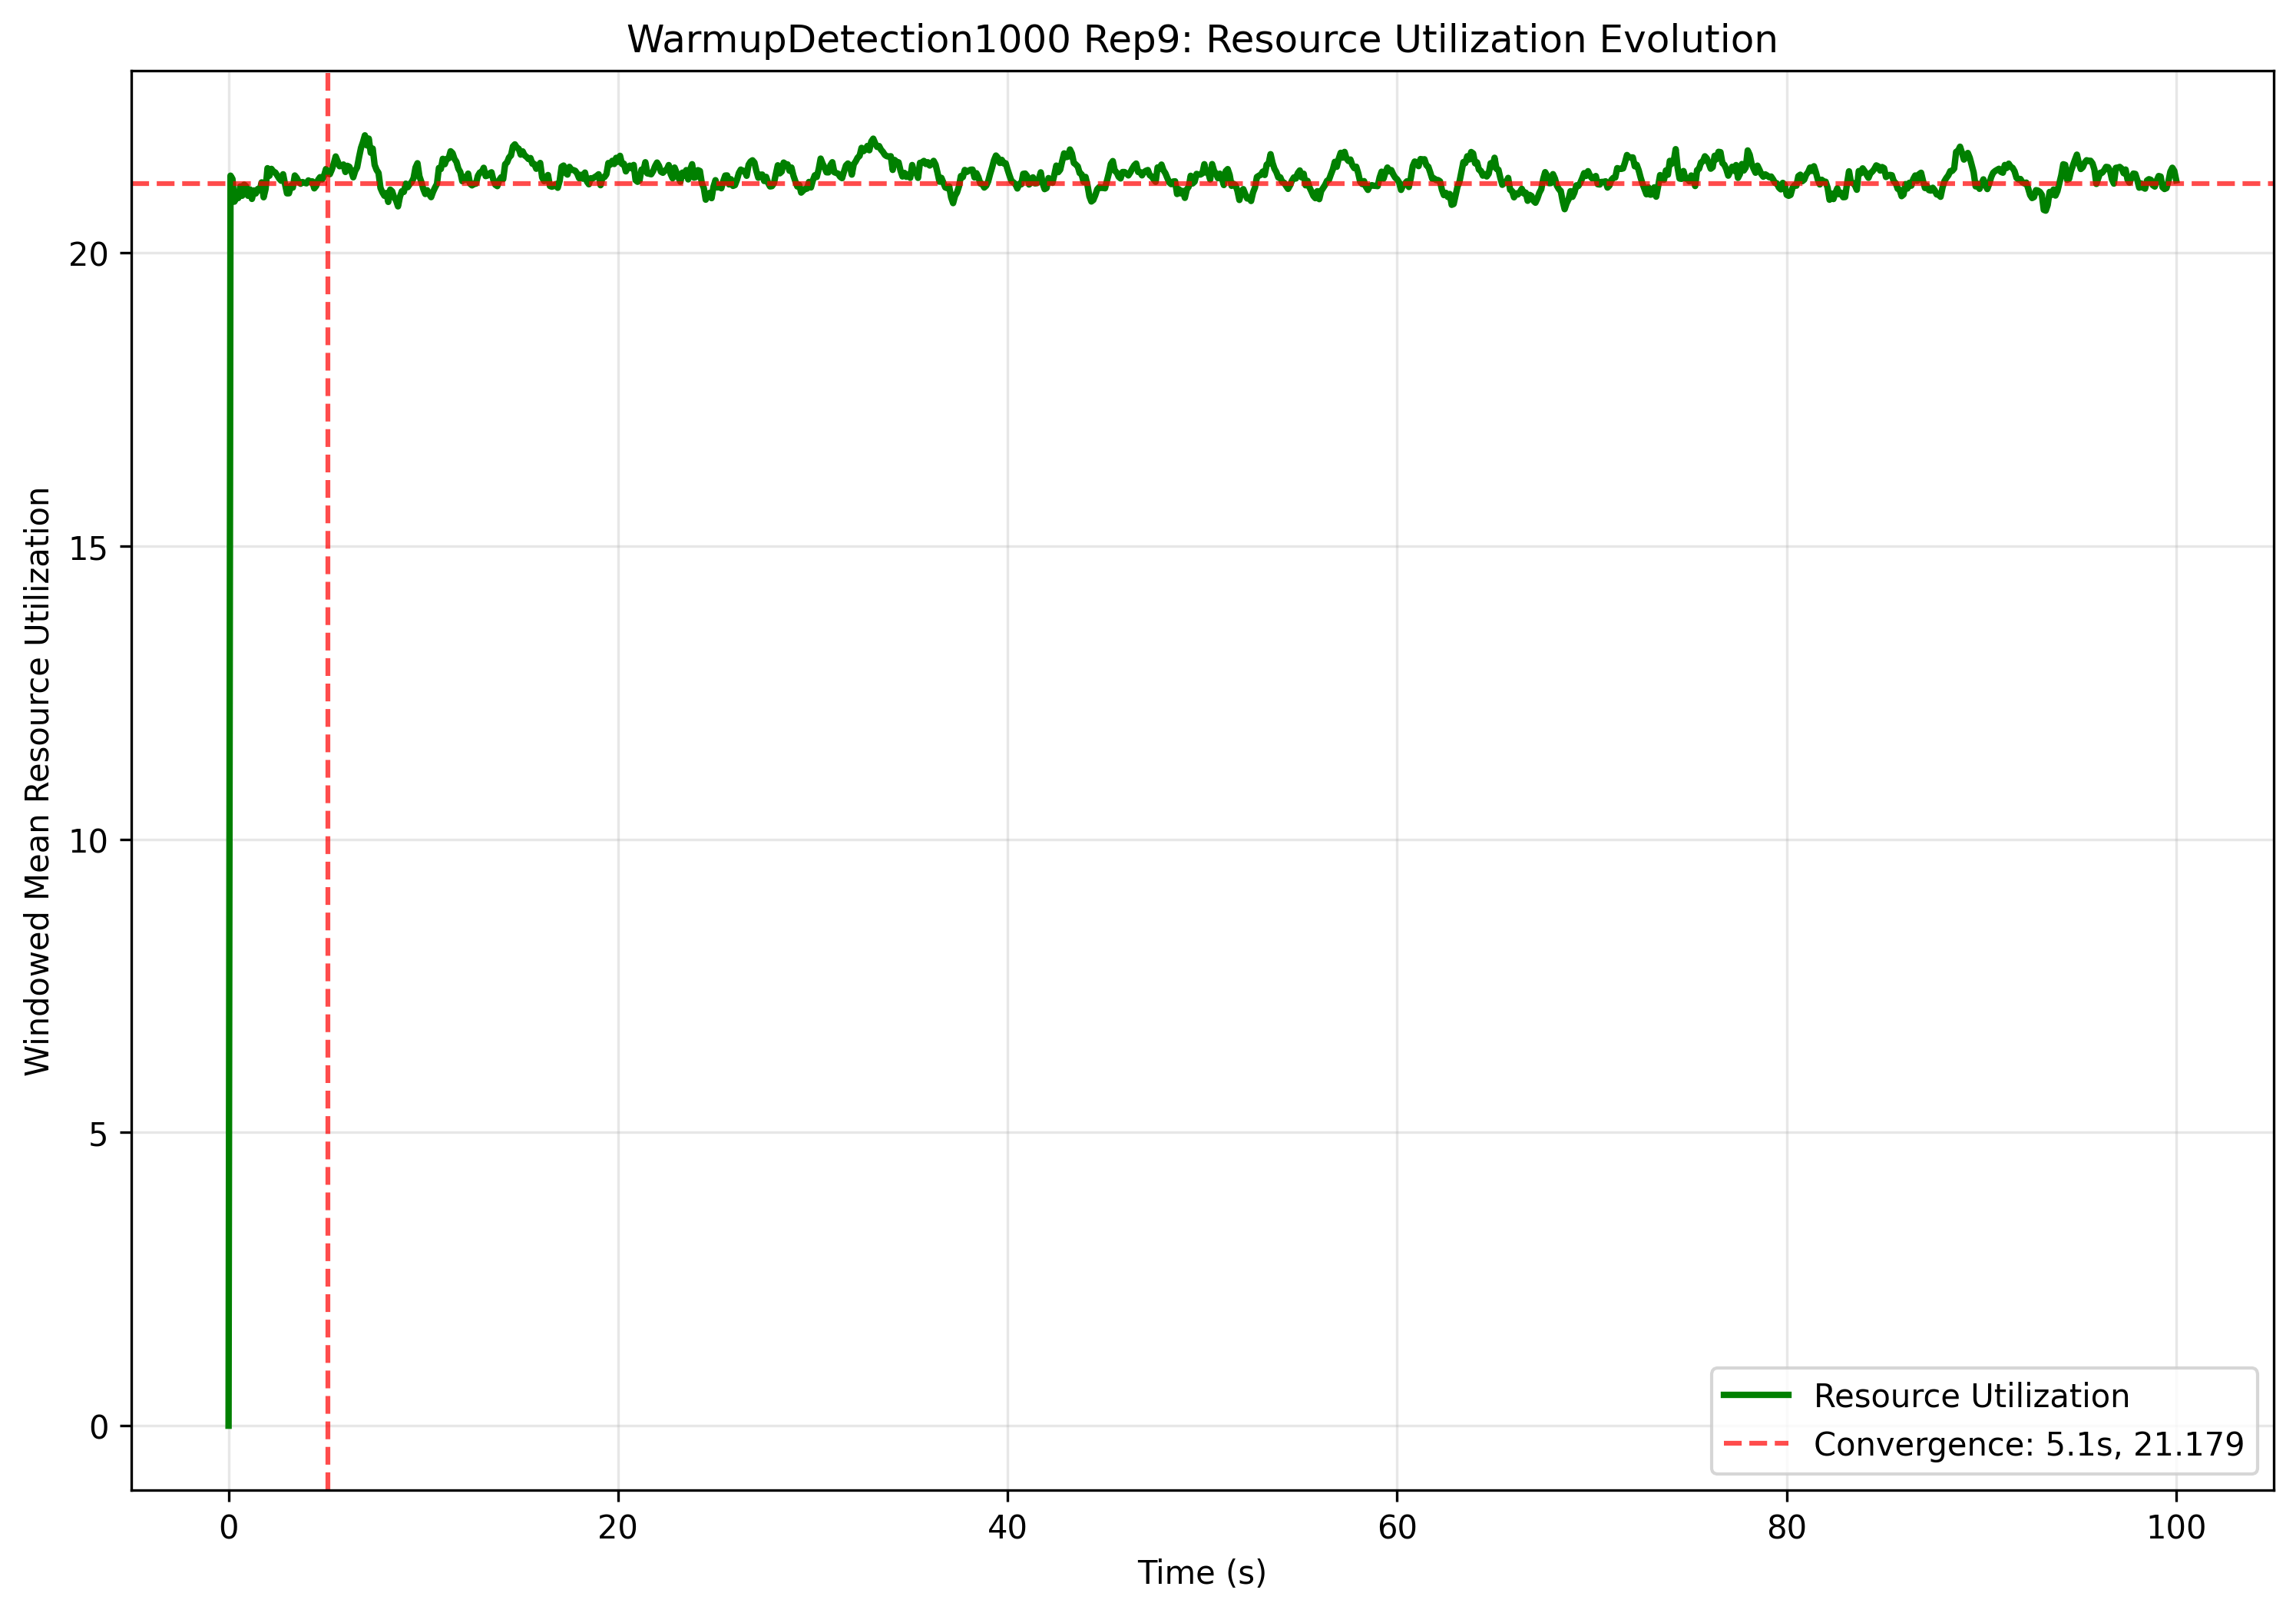 WarmupDetection1000 Rep9: Resource Utilization Evolution
Windowed Mean Resource Utilization
20
15
10
5
0
0 20 40 60 80 100
Time (s)
Resource Utilization
Convergence: 5.1s, 21.179